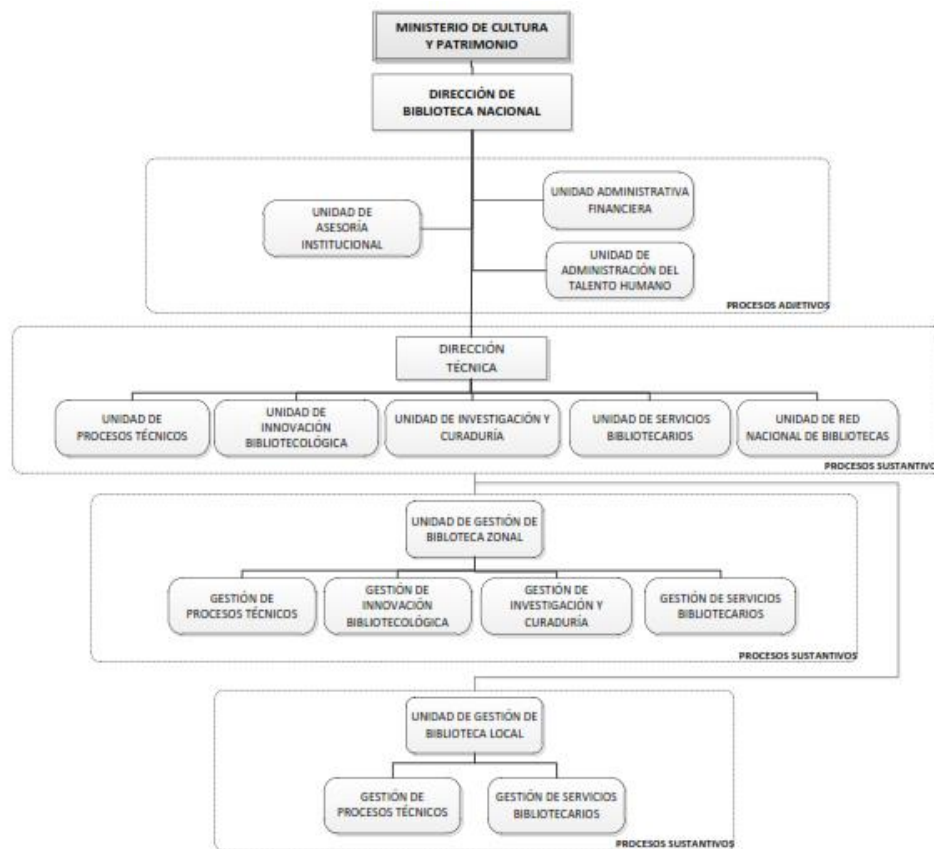 MINISTERIO DE CULTURA
Y PATRIMONIO
DIRECCIÓN DE
BIBLIOTECA NACIONAL
UNIDAD DE
ASESORÍA
INSTITUCIONAL
UNIDAD ADMINISTRATIVA
FINANCIERA
UNIDAD DE
ADMINISTRACIÓN DEL
TALENTO HUMANO
PROCESOS ADJETIVOS
DIRECCIÓN
TÉCNICA
UNIDAD DE
PROCESOS TÉCNICOS
UNIDAD DE
INNOVACIÓN
BIBLIOTECOLÓGICA
UNIDAD DE INVESTIGACIÓN Y
CURADURÍA
UNIDAD DE SERVICIOS
BIBLIOTECARIOS
UNIDAD DE RED
NACIONAL DE BIBLIOTECAS
PROCESOS SUSTANTIVO
UNIDAD DE GESTIÓN DE
BIBLOTECA ZONAL
GESTIÓN DE
PROCESOS TÉCNICOS
GESTIÓN DE
INNOVACIÓN
BIBLIOTECOLÓGICA
GESTIÓN DE
INVESTIGACIÓN Y
CURADURÍA
GESTIÓN DE SERVICIOS
BIBLIOTECARIOS
PROCESOS SUSTANTIVOS
UNIDAD DE GESTIÓN DE
BIBLIOTECA LOCAL
GESTIÓN DE
PROCESOS TÉCNICOS
GESTIÓN DE SERVICIOS
BIBLIOTECARIOS
PROCESOS SUSTANTIVOS